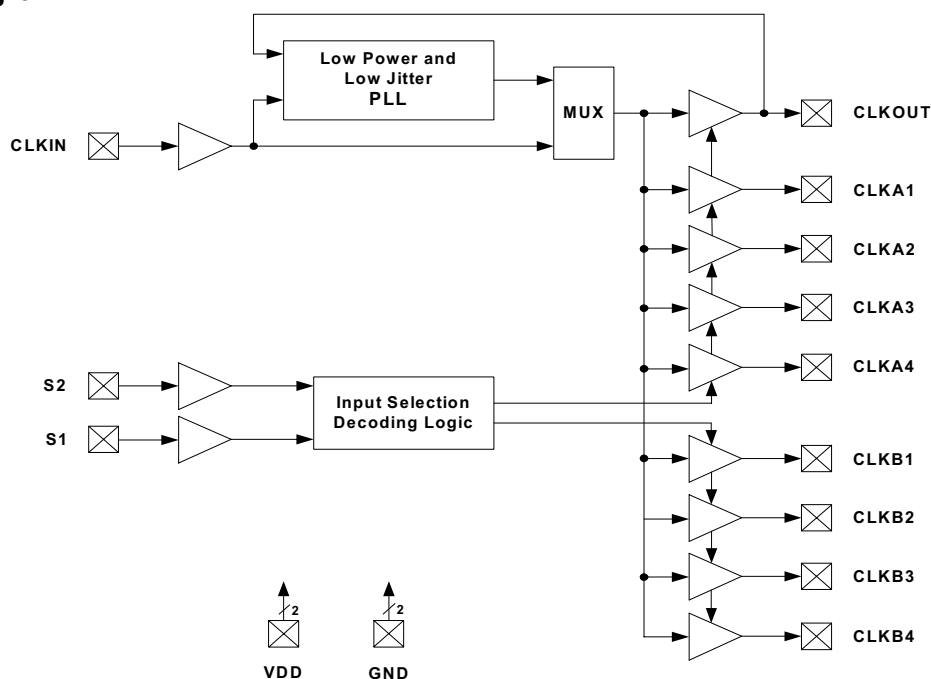 Low Power and
Low Jitter
PLL
MUX
CLKOUT
CLKIN
CLKA1
CLKA2
CLKA3
CLKA4
S2
Input Selection
Decoding Logic
S1
CLKB1
CLKB2
CLKB3
2
2
CLKB4
VDD
GND